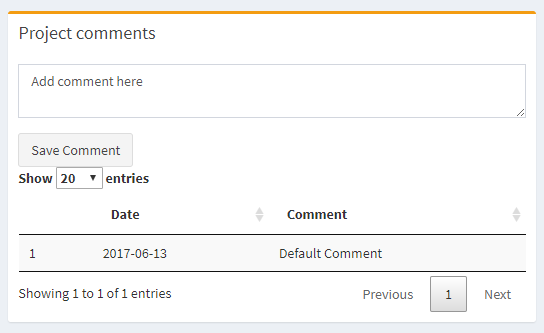 Project comments
Add comment here
Save Comment
Show 20 entries
Date Comment
1 2017-06-13 Default Comment
Showing 1 to 1 of 1 entries Previous 1 Next